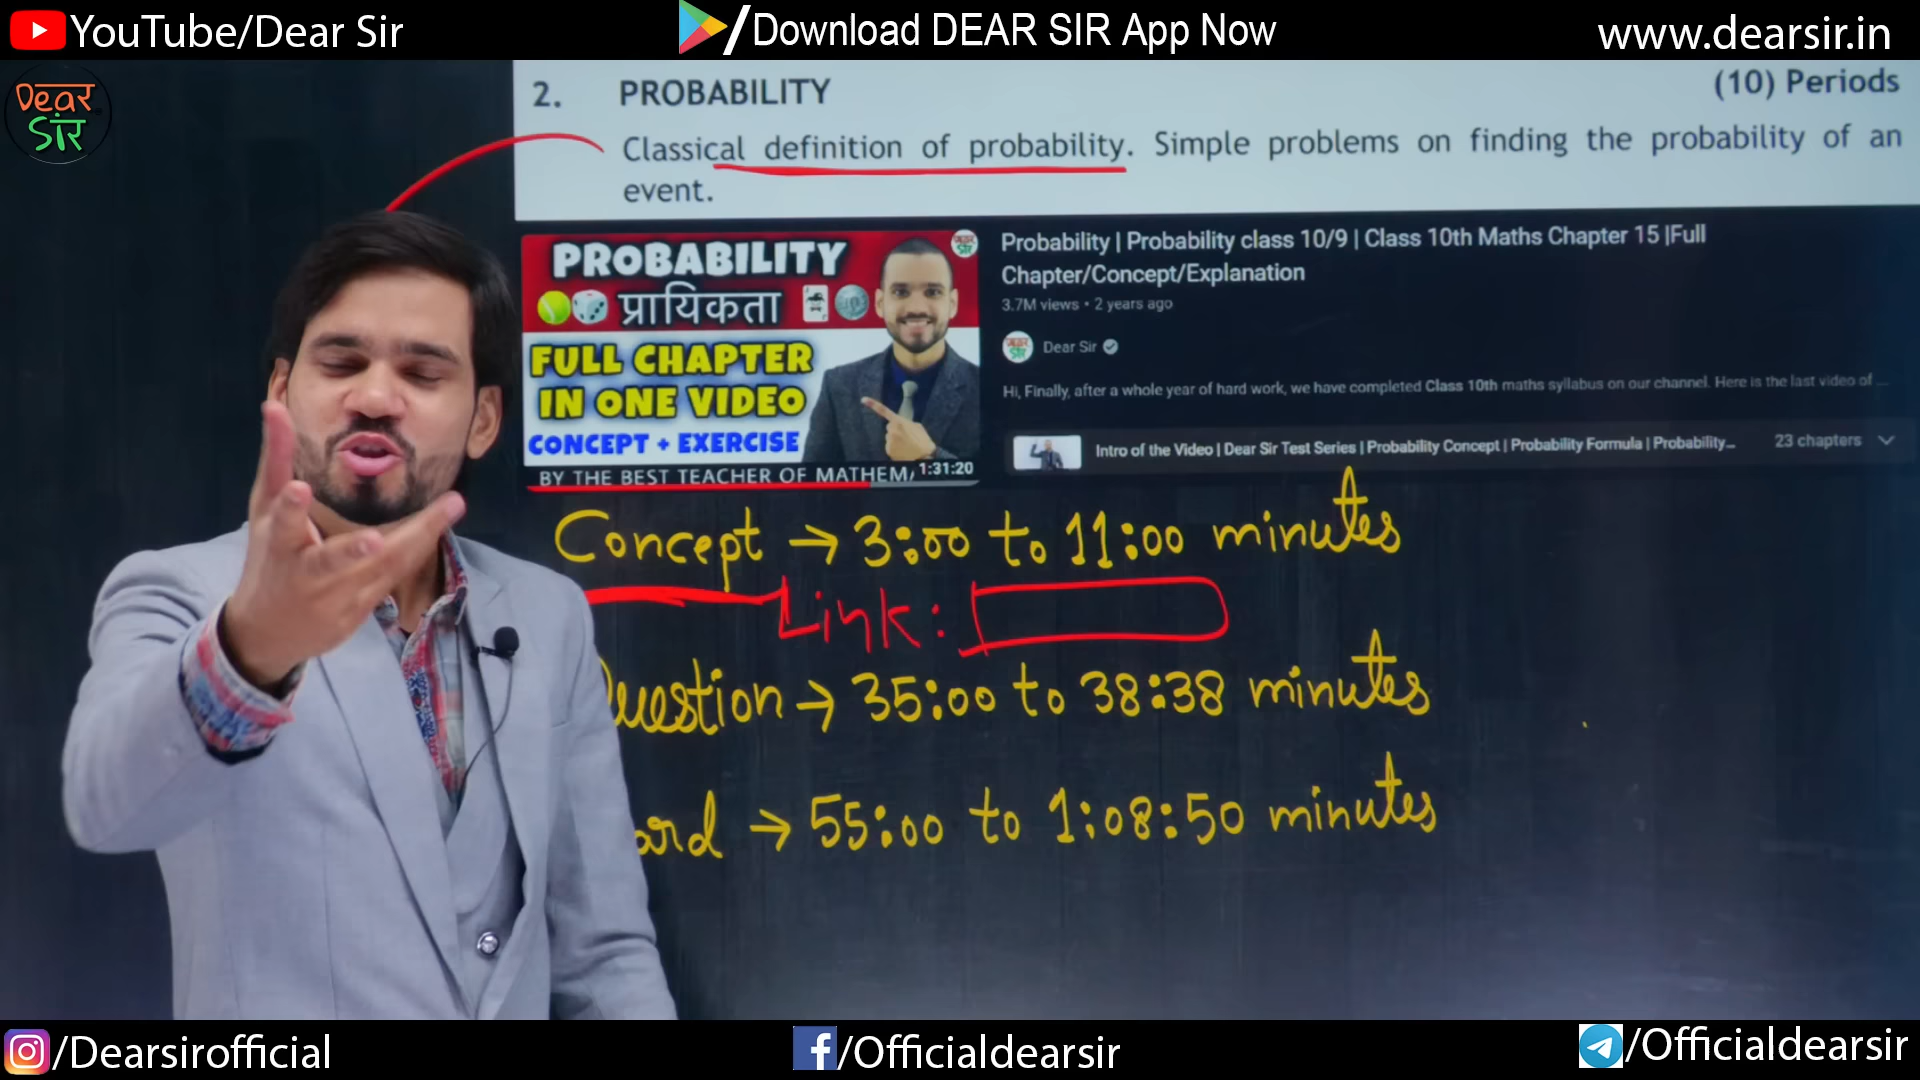 YouTube/Dear Sir
/Download DEAR SIR App Now
www.dearsir.in
Dear
सर
2. PROBABILITY (10) Periods
Classical definition of probability. Simple problems on finding the probability of an
event.
PROBABILITY
प्रायिकता
FULL CHAPTER
IN ONE VIDEO
CONCEPT + EXERCISE
BY THE BEST TEACHER OF MATHEM
1:31:20
Probability | Probability class 10/9 | Class 10th Maths Chapter 15 |Full
Chapter/Concept/Explanation
3.7M views • 2 years ago
Dear Sir
Hi, Finally, after a whole year of hard work, we have completed Class 10th maths syllabus on our channel. Here is the last video of ...
Intro of the Video | Dear Sir Test Series | Probability Concept | Probability Formula | Probability...
23 chapters
Concept → 3:00 to 11:00 minutes
Link:
uestion → 35:00 to 38:38 minutes
ard → 55:00 to 1:08:50 minutes
/Dearsirofficial
/Officialdearsir
/Officialdearsir